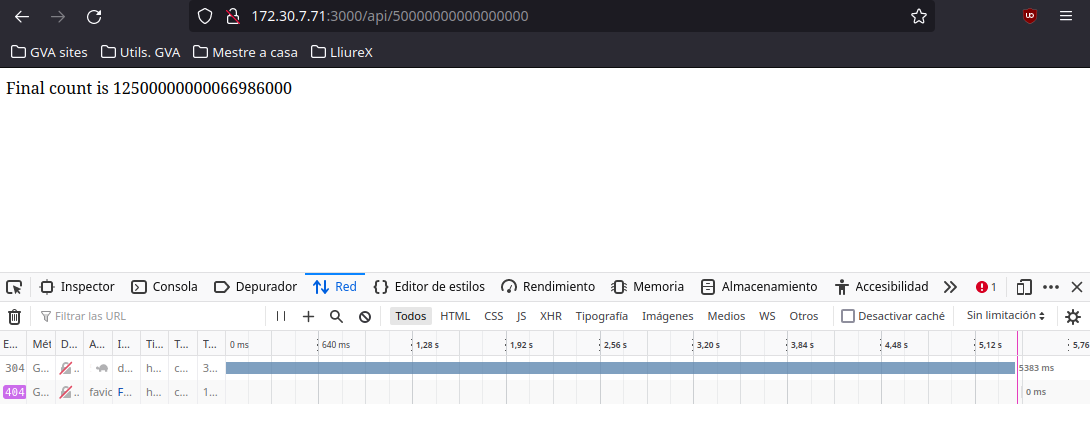 172.30.7.71:3000/api/50000000000000000
GVA sites Utils. GVA Mestre a casa LliureX
Final count is 12500000000066986000
Inspector Consola Depurador Red Editor de estilos Rendimiento Memoria Almacenamiento Accesibilidad 1
Filtrar las URL Todos HTML CSS JS XHR Tipografía Imágenes Medios WS Otros Desactivar caché Sin limitación
E... Mét D... A... I... Ti... T... T... 0 ms 640 ms 1,28 s 1,92 s 2,56 s 3,20 s 3,84 s 4,48 s 5,12 s 5,76
304 G... ... d... h... c... 3... 5383 ms
404 G... ... favic F... h... c... 1... 0 ms